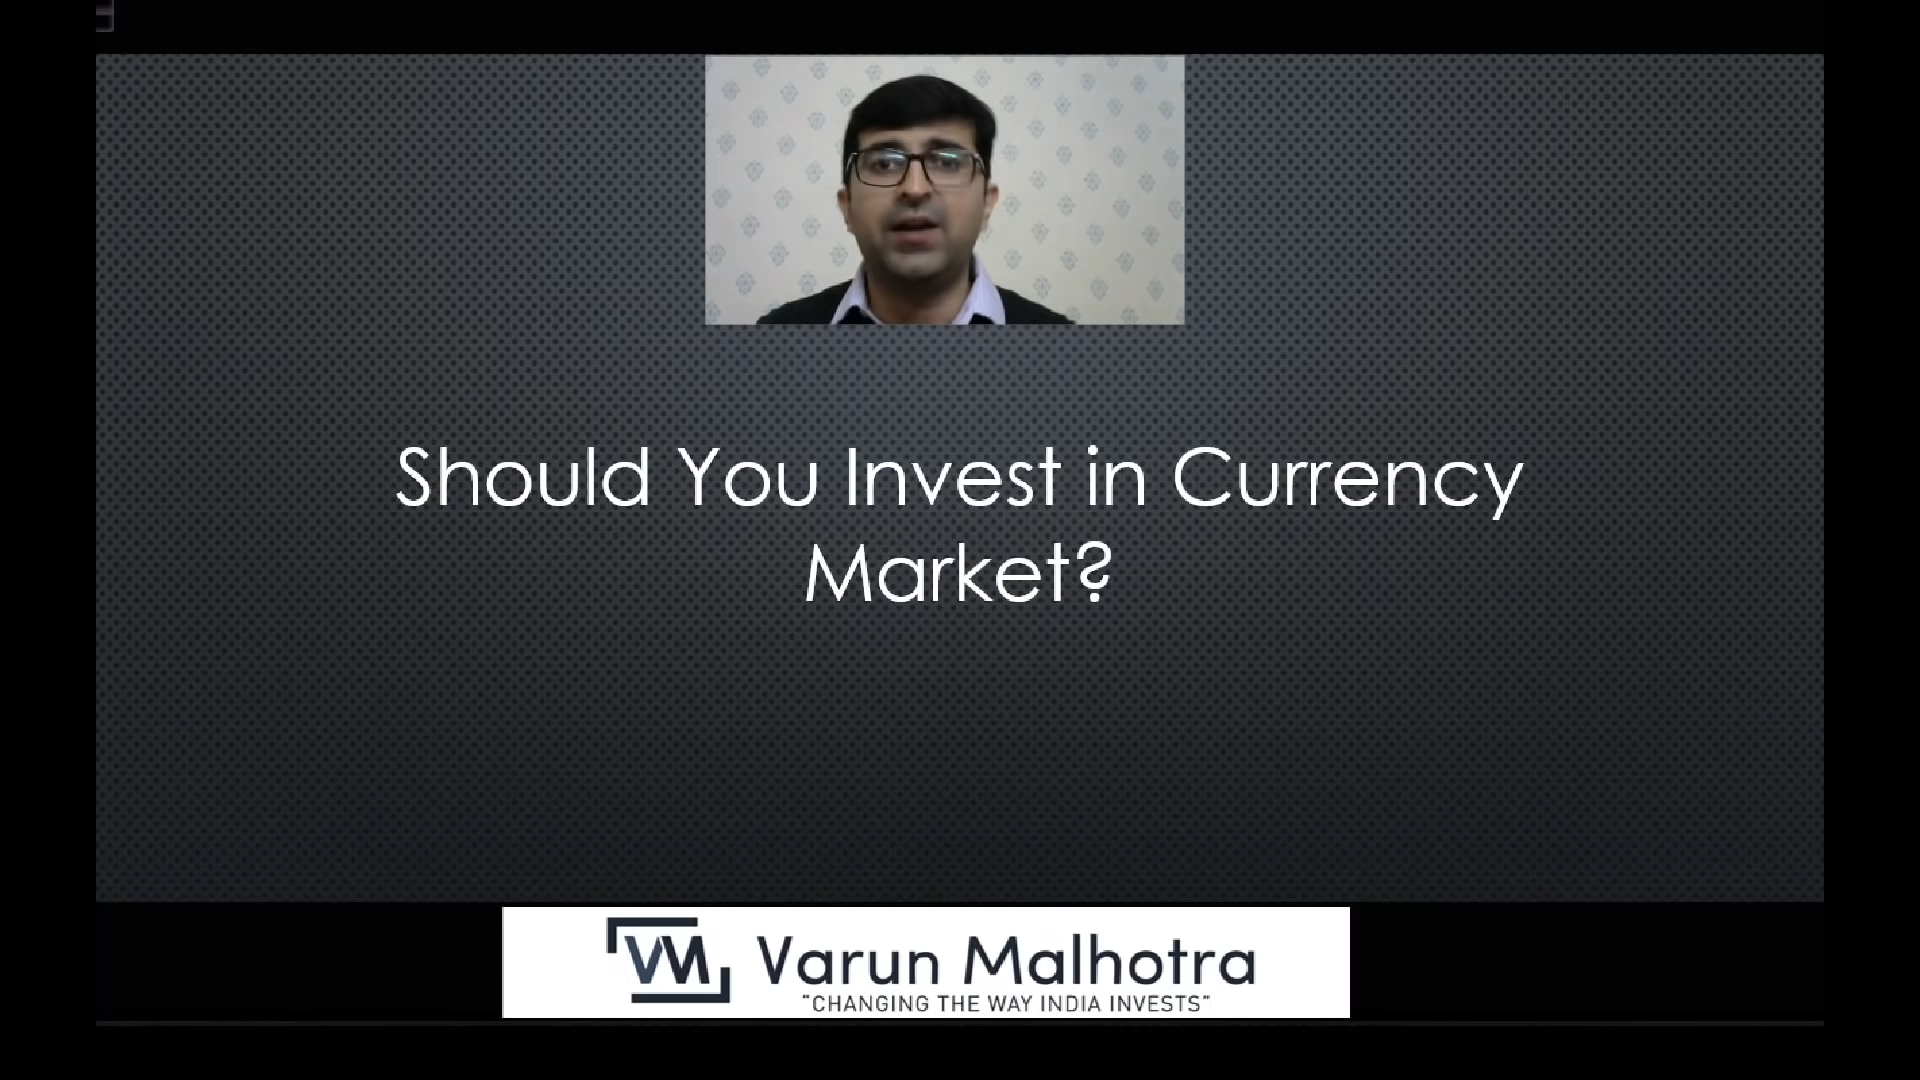 Should You Invest in Currency
Market?
VM Varun Malhotra
"CHANGING THE WAY INDIA INVESTS"